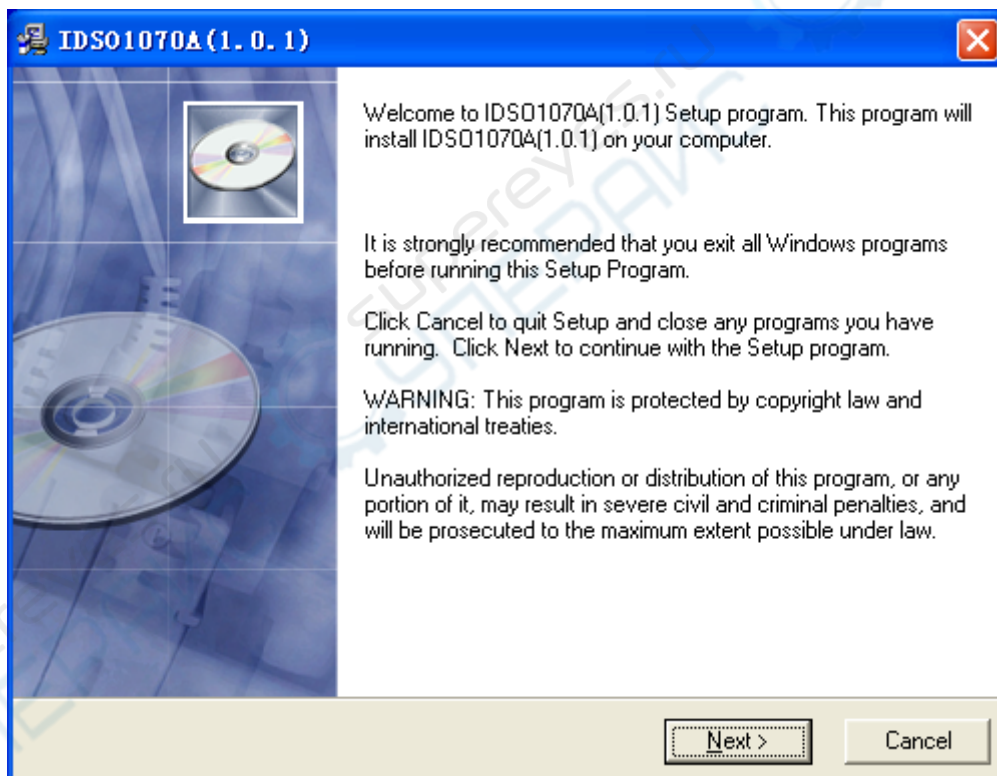 IDSO1070A(1.0.1)
Welcome to IDSO1070A(1.0.1) Setup program. This program will
install IDSO1070A(1.0.1) on your computer.
It is strongly recommended that you exit all Windows programs
before running this Setup Program.
Click Cancel to quit Setup and close any programs you have
running.  Click Next to continue with the Setup program.
WARNING: This program is protected by copyright law and
international treaties.
Unauthorized reproduction or distribution of this program, or any
portion of it, may result in severe civil and criminal penalties, and
will be prosecuted to the maximum extent possible under law.
Next >
Cancel
supereyes.ru
УЛЕРАЙС